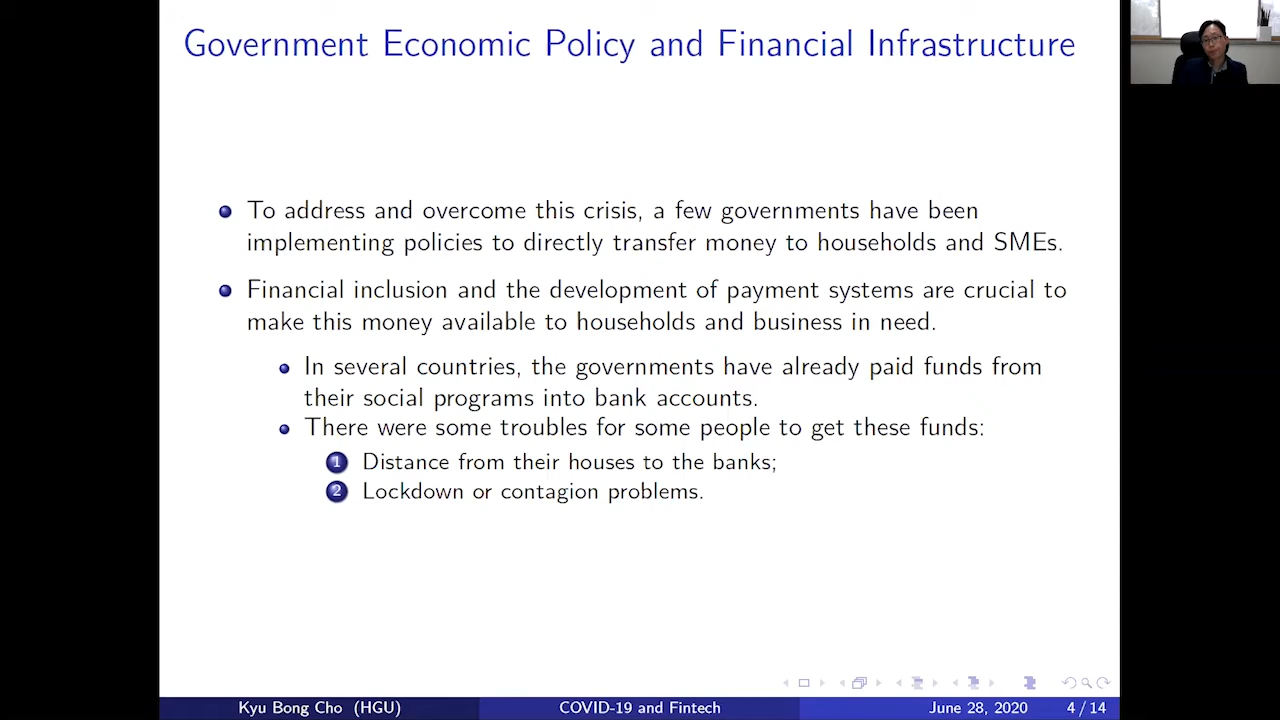 Government Economic Policy and Financial Infrastructure
To address and overcome this crisis, a few governments have been
implementing policies to directly transfer money to households and SMEs.
Financial inclusion and the development of payment systems are crucial to
make this money available to households and business in need.
In several countries, the governments have already paid funds from
their social programs into bank accounts.
There were some troubles for some people to get these funds:
1 Distance from their houses to the banks;
2 Lockdown or contagion problems.
Kyu Bong Cho (HGU) COVID-19 and Fintech June 28, 2020 4 / 14